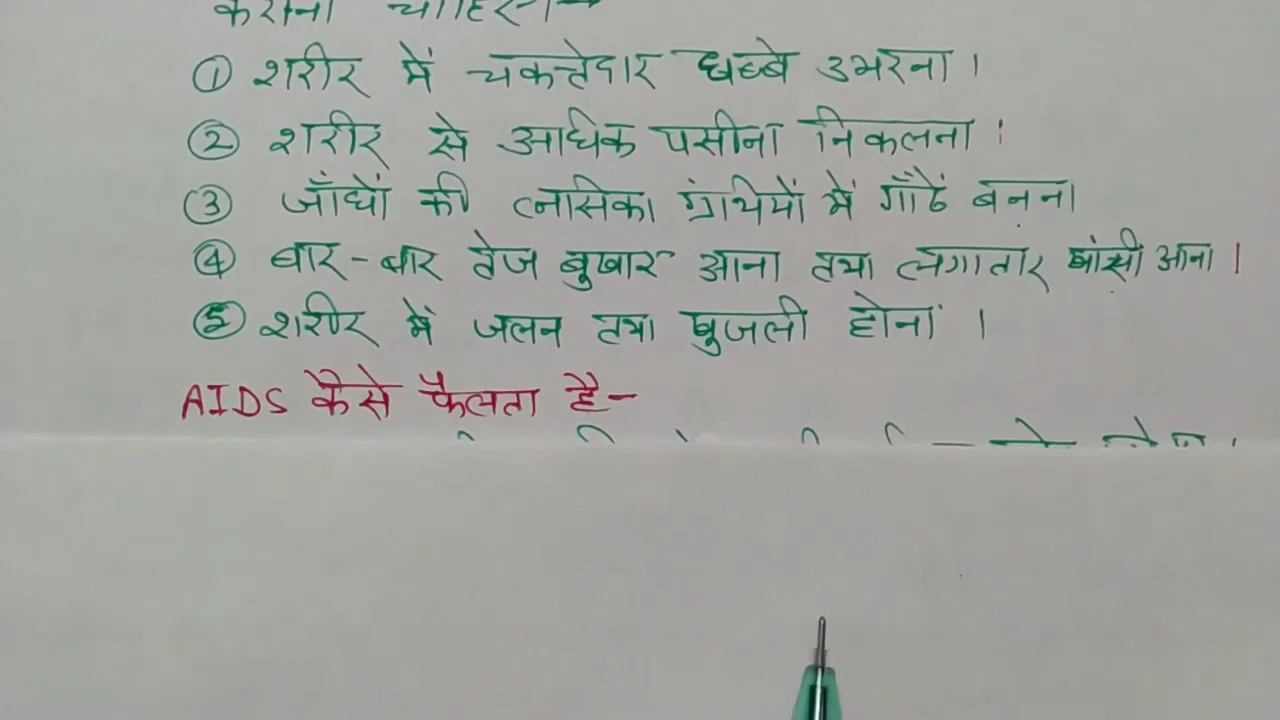 कराना चाहिए-
① शरीर में चकत्तेदार धब्बे उभरना।
② शरीर से अधिक पसीना निकलना।
③ जाँघों की लसिका ग्रंथियों में गाँठें बनना
④ बार-बार तेज बुखार आना तथा लगातार खांसी आना।
⑤ शरीर में जलन तथा खुजली होना।
AIDS कैसे फैलता है-